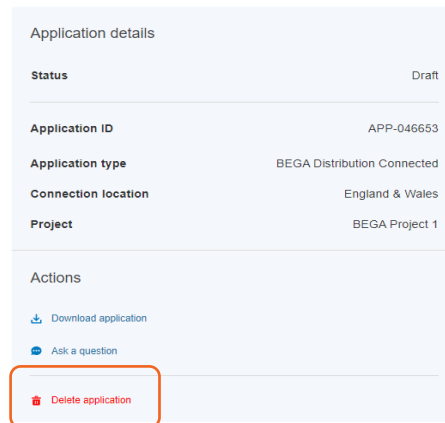 Application details
Status Draft
Application ID APP-046653
Application type BEGA Distribution Connected
Connection location England & Wales
Project BEGA Project 1
Actions
Download application
Ask a question
Delete application